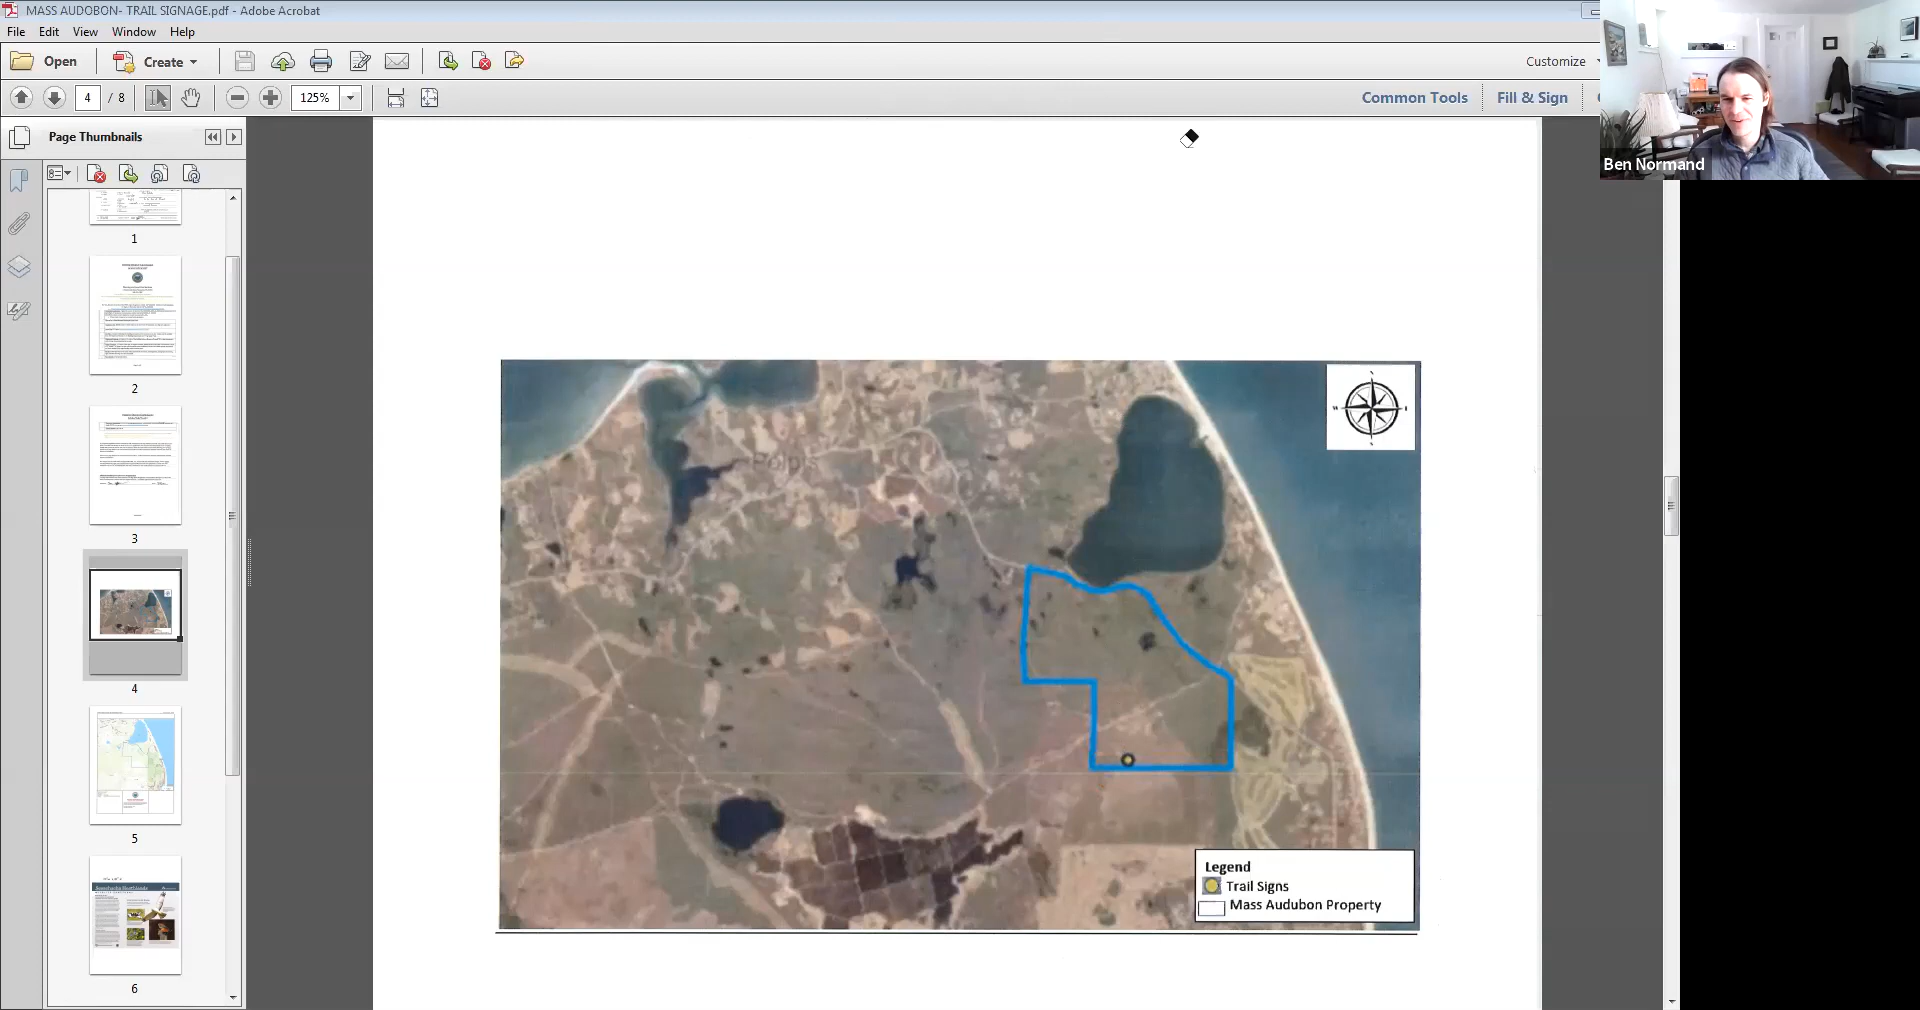 MASS AUDOBON- TRAIL SIGNAGE.pdf - Adobe Acrobat
File Edit View Window Help
Open Create Customize
4 / 8 125% Common Tools Fill & Sign
Ben Normand
Page Thumbnails
1
2
3
4
5
6
Polpis
Legend
Trail Signs
Mass Audubon Property